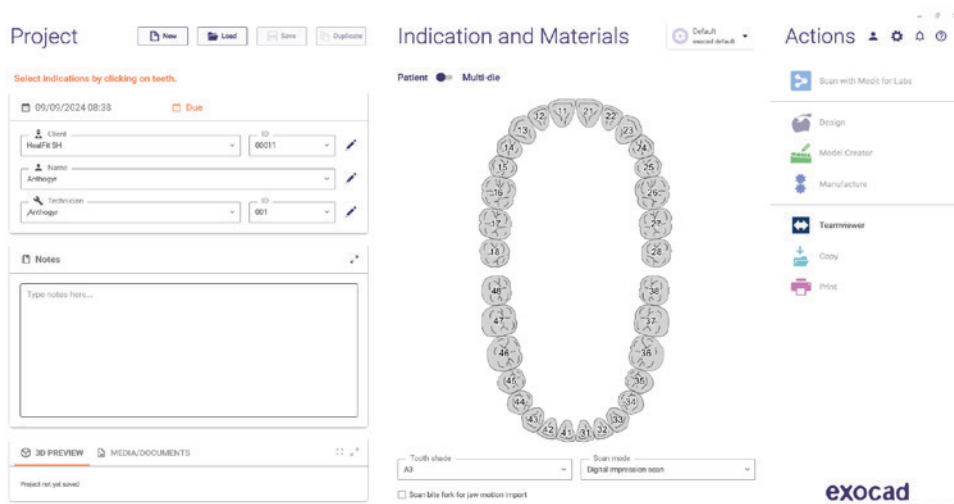 Project
New
Load
Save
Duplicate
Select indications by clicking on teeth.
09/09/2024 08:38
Due
Client
HealFit SH
ID
00011
Name
Anthogyr
Technician
Anthogyr
ID
001
Notes
Type notes here...
3D PREVIEW
MEDIA/DOCUMENTS
Project not yet saved
Indication and Materials
Default
exocad default
Patient
Multi-die
12 11 21 22
13 23
14 24
15 25
16 26
17 27
18 28
48 38
47 37
46 36
45 35
44 34
43 33
42 41 31 32
Tooth shade
A3
Scan mode
Digital impression scan
Scan bite fork for jaw motion import
Actions
Scan with Medit for Labs
Design
Model Creator
Manufacture
Teamviewer
Copy
Print
exocad